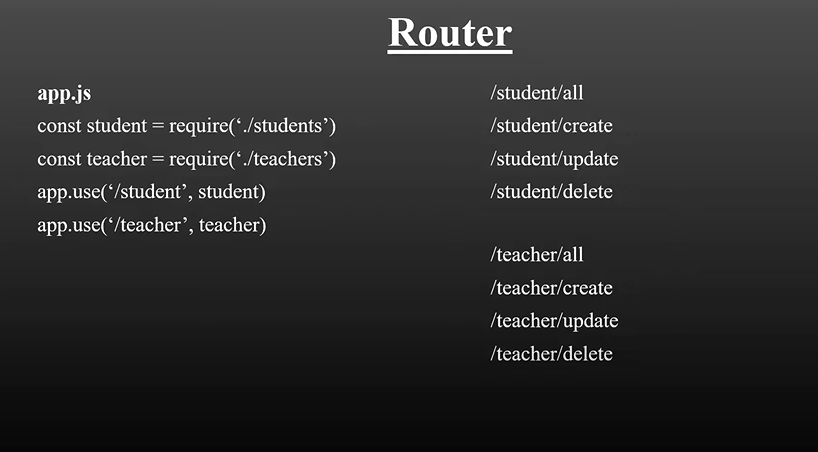 Router
app.js
const student = require(‘./students’)
const teacher = require(‘./teachers’)
app.use(‘/student’, student)
app.use(‘/teacher’, teacher)
/student/all
/student/create
/student/update
/student/delete
/teacher/all
/teacher/create
/teacher/update
/teacher/delete